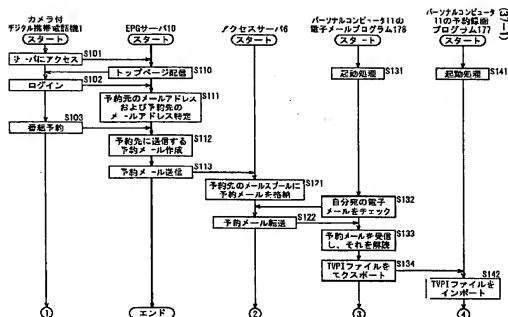 カメラ付
デジタル携帯電話機1
スタート
サーバにアクセス S101
ログイン S102
番組予約 S103
①
EPGサーバ10
スタート
トップページ配信 S110
予約先のメールアドレス
および予約先の
メールアドレス特定 S111
予約先に送信する
予約メール作成 S112
予約メール送信 S113
エンド
アクセスサーバ6
スタート
予約先のメールスプールに
予約メールを格納 S121
予約メール転送 S122
②
パーソナルコンピュータ11の
電子メールプログラム178
スタート
起動処理 S131
自分宛の電子
メールをチェック S132
予約メールを受信
し、それを解読 S133
TVPIファイルを
エクスポート S134
③
パーソナルコンピュータ
11の予約録画
プログラム177
スタート
起動処理 S141
TVPIファイルを
インポート S142
④
(37-1)